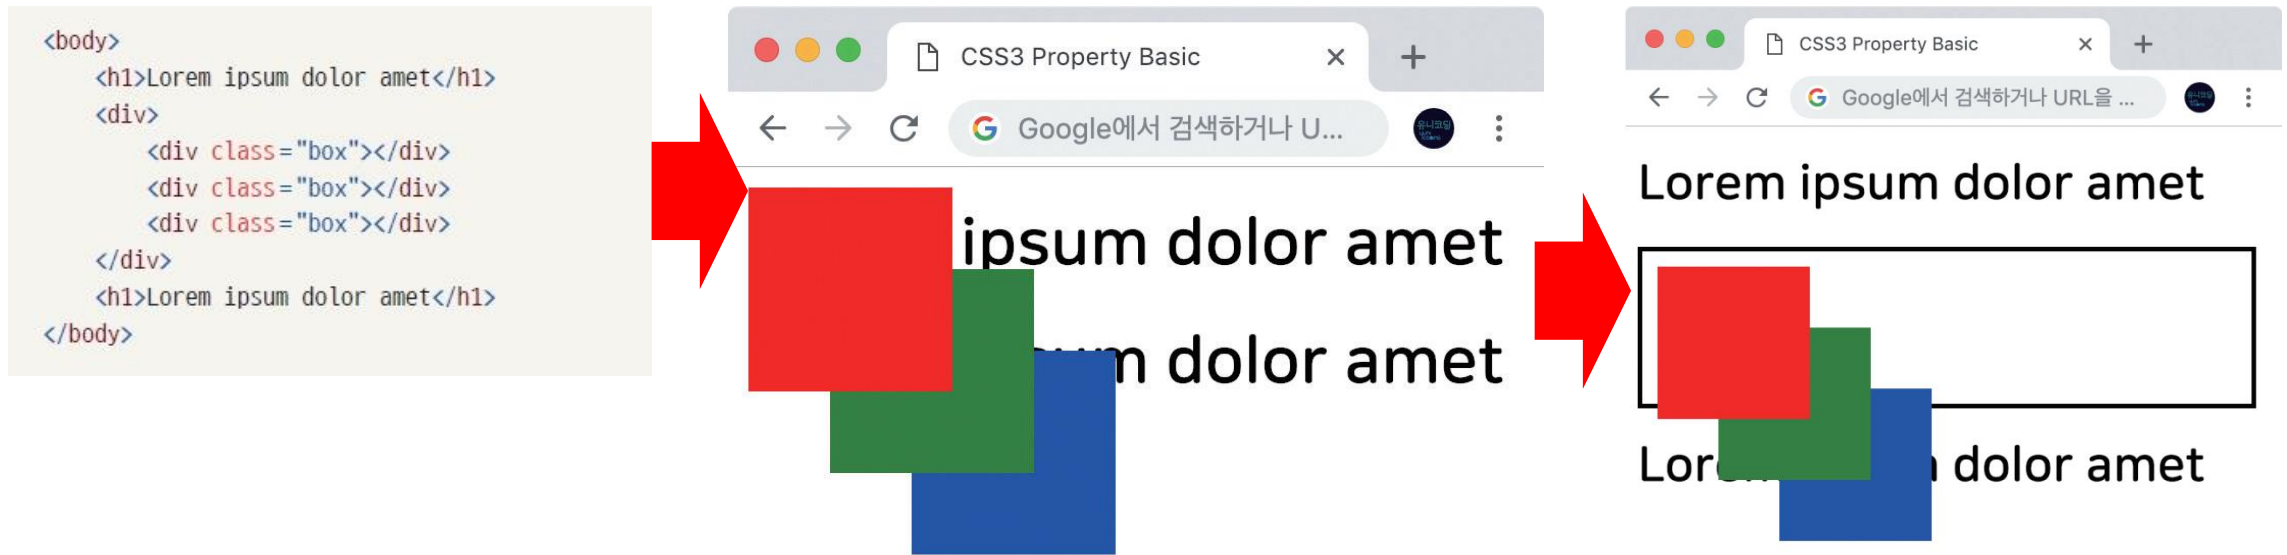 <body>
<h1>Lorem ipsum dolor amet</h1>
<div>
<div class="box"></div>
<div class="box"></div>
<div class="box"></div>
</div>
<h1>Lorem ipsum dolor amet</h1>
</body>
CSS3 Property Basic
Google에서 검색하거나 U...
ipsum dolor amet
m dolor amet
CSS3 Property Basic
Google에서 검색하거나 URL을 ...
Lorem ipsum dolor amet
Lor dolor amet